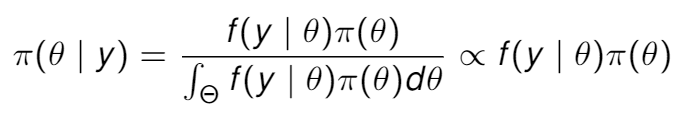 π(θ | y) = f(y | θ)π(θ) / ∫_Θ f(y | θ)π(θ)dθ ∝ f(y | θ)π(θ)